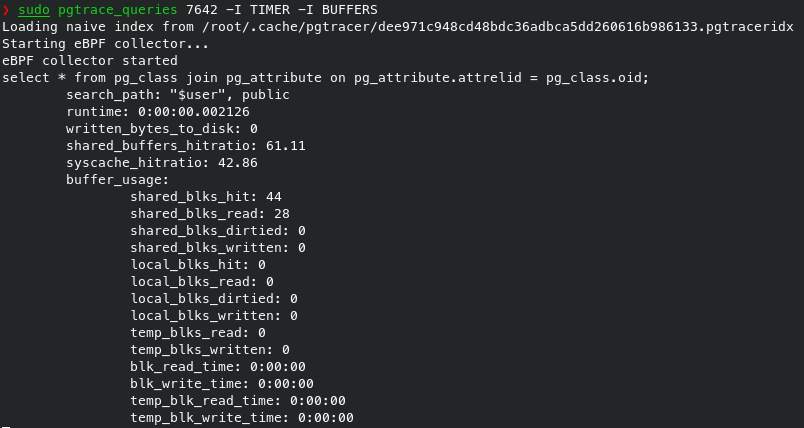 ❯ sudo pgtrace_queries 7642 -I TIMER -I BUFFERS
Loading naive index from /root/.cache/pgtracer/dee971c948cd48bdc36adbca5dd260616b986133.pgtraceridx
Starting eBPF collector...
eBPF collector started
select * from pg_class join pg_attribute on pg_attribute.attrelid = pg_class.oid;
        search_path: "$user", public
        runtime: 0:00:00.002126
        written_bytes_to_disk: 0
        shared_buffers_hitratio: 61.11
        syscache_hitratio: 42.86
        buffer_usage:
                shared_blks_hit: 44
                shared_blks_read: 28
                shared_blks_dirtied: 0
                shared_blks_written: 0
                local_blks_hit: 0
                local_blks_read: 0
                local_blks_dirtied: 0
                local_blks_written: 0
                temp_blks_read: 0
                temp_blks_written: 0
                blk_read_time: 0:00:00
                blk_write_time: 0:00:00
                temp_blk_read_time: 0:00:00
                temp_blk_write_time: 0:00:00